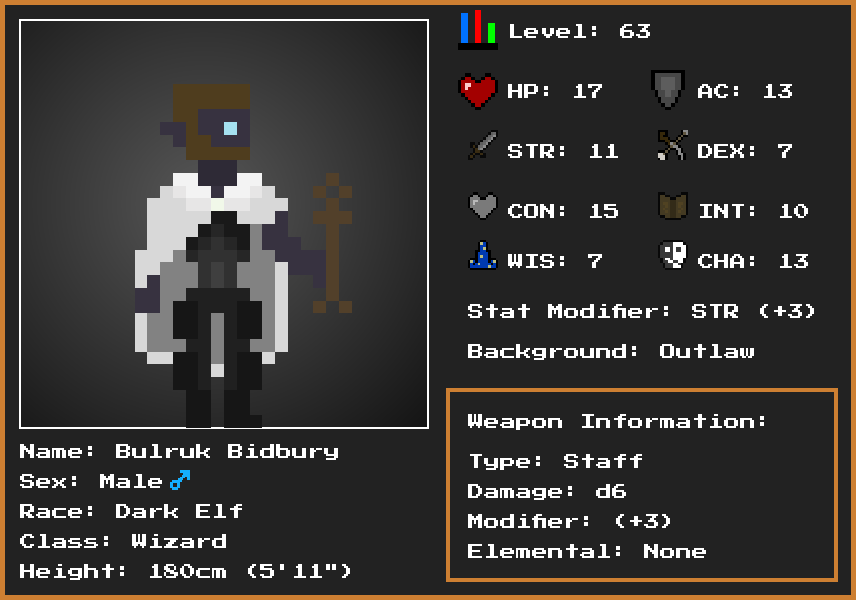 Level: 63
HP: 17
AC: 13
STR: 11
DEX: 7
CON: 15
INT: 10
WIS: 7
CHA: 13
Stat Modifier: STR (+3)
Background: Outlaw
Weapon Information:
Type: Staff
Damage: d6
Modifier: (+3)
Elemental: None
Name: Bulruk Bidbury
Sex: Male♂
Race: Dark Elf
Class: Wizard
Height: 180cm (5'11")